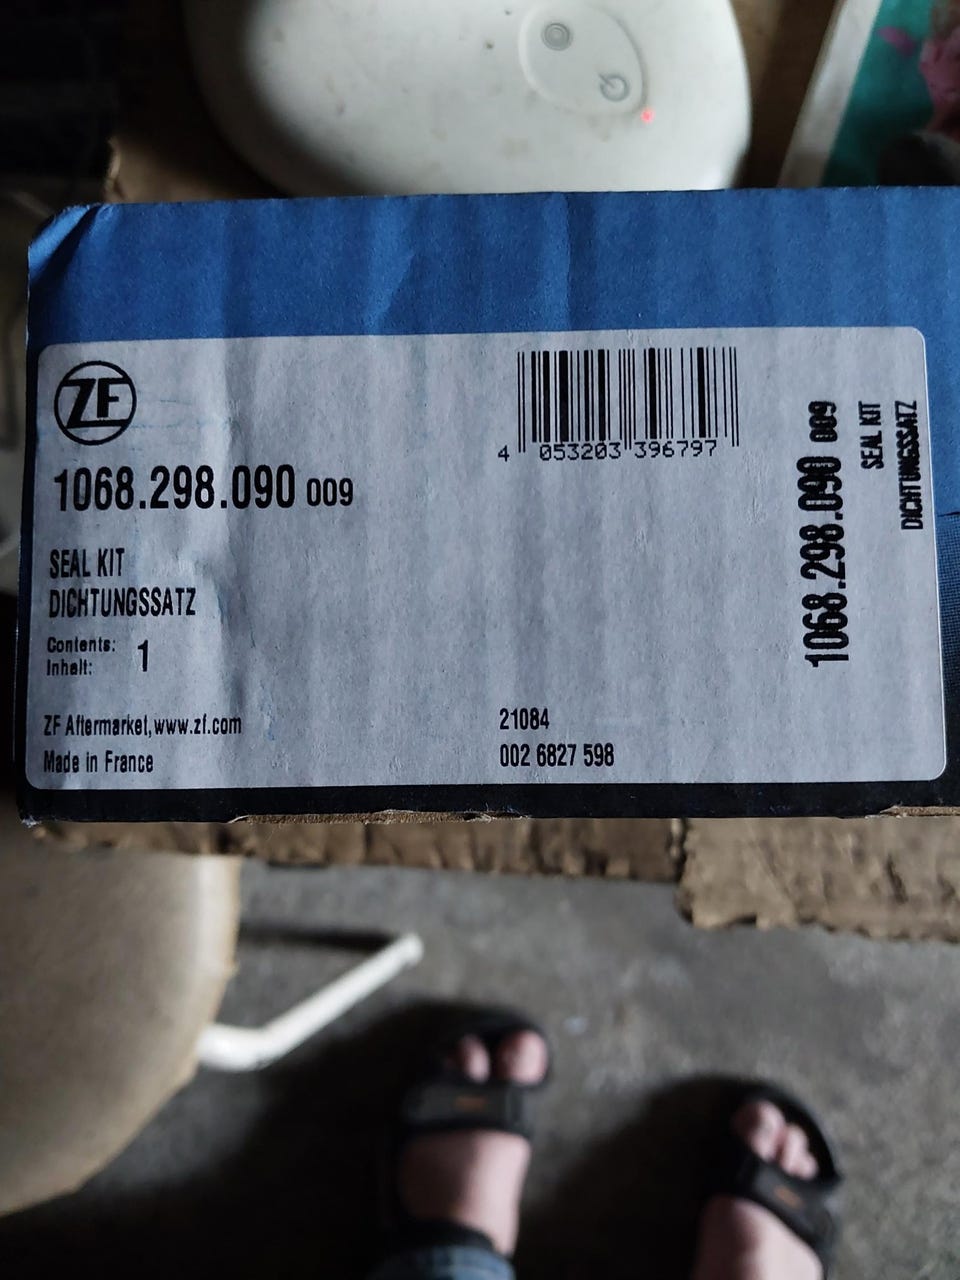 ZF
4 053203 396797
1068.298.090 009
SEAL KIT
DICHTUNGSSATZ
Contents:
Inhalt: 1
ZF Aftermarket,www.zf.com
Made in France
21084
002 6827 598
1068.298.090 009
SEAL KIT
DICHTUNGSSATZ